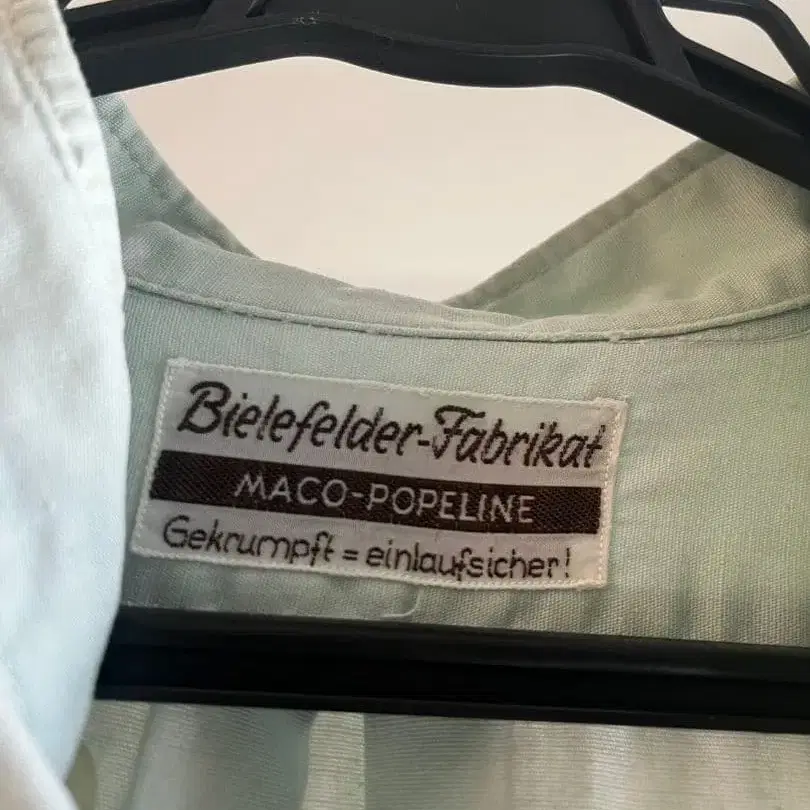 Bielefelder-Fabrikat
MACO-POPELINE
Gekrumpft = einlaufsicher!